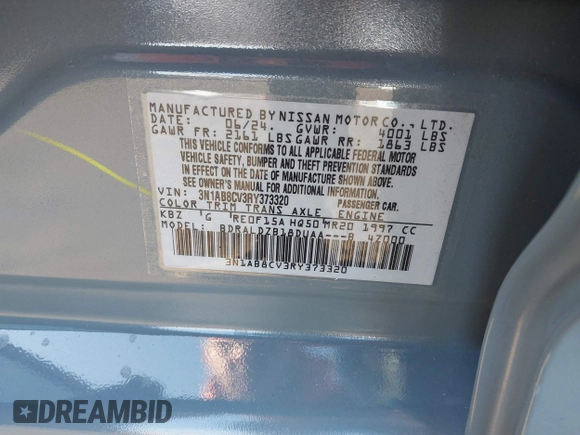 MANUFACTURED BY NISSAN MOTOR CO., LTD.
DATE: 06/24 GVWR: 4001 LBS
GAWR FR: 2161 LBS GAWR RR: 1863 LBS
THIS VEHICLE CONFORMS TO ALL APPLICABLE FEDERAL MOTOR
VEHICLE SAFETY, BUMPER AND THEFT PREVENTION STANDARDS
IN EFFECT ON THE DATE OF MANUFACTURE SHOWN ABOVE.
SEE OWNER'S MANUAL FOR ADDITIONAL INFORMATION.
VIN: 3N1AB8CV3RY373320 PASSENGER CAR.
COLOR TRIM TRANS AXLE ENGINE
KBZ G RE0F15A HQ50 MR20 1997 CC
MODEL: BDRALDZB18DUAA---B 4Z000
3N1AB8CV3RY373320
DREAMBID